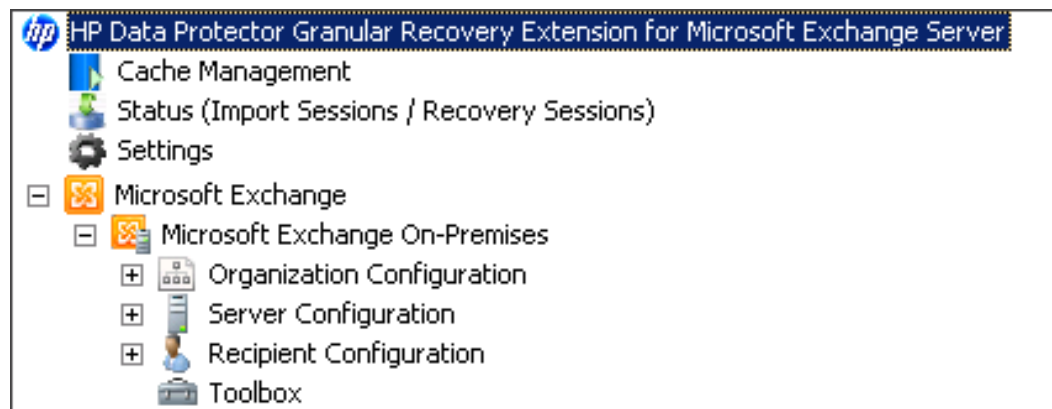 hp HP Data Protector Granular Recovery Extension for Microsoft Exchange Server
Cache Management
Status (Import Sessions / Recovery Sessions)
Settings
Microsoft Exchange
Microsoft Exchange On-Premises
Organization Configuration
Server Configuration
Recipient Configuration
Toolbox